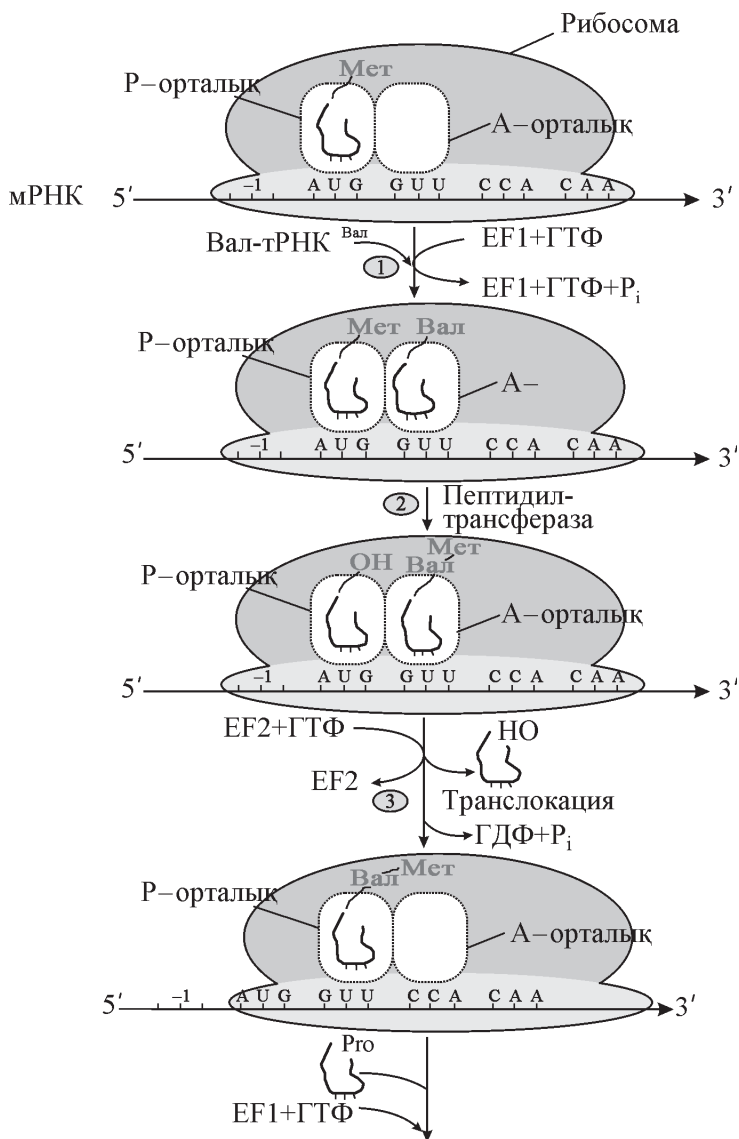 Рибосома
Мет
Р–орталық
А–орталық
–1 A U G G U U C C A C A A
мРНК 5′ 3′
Вал-тРНК Вал EF1+ГТФ
1
EF1+ГТФ+Pi
Мет Вал
Р–орталық
А–
–1 A U G G U U C C A C A A
5′ 3′
2 Пептидил-
трансфераза
Мет
ОН Вал
Р–орталық
А–орталық
–1 A U G G U U C C A C A A
5′ 3′
EF2+ГТФ НО
EF2 3 Транслокация
ГДФ+Pi
Вал Мет
Р–орталық
А–орталық
5′ –1 A U G G U U C C A C A A 3′
Pro
EF1+ГТФ